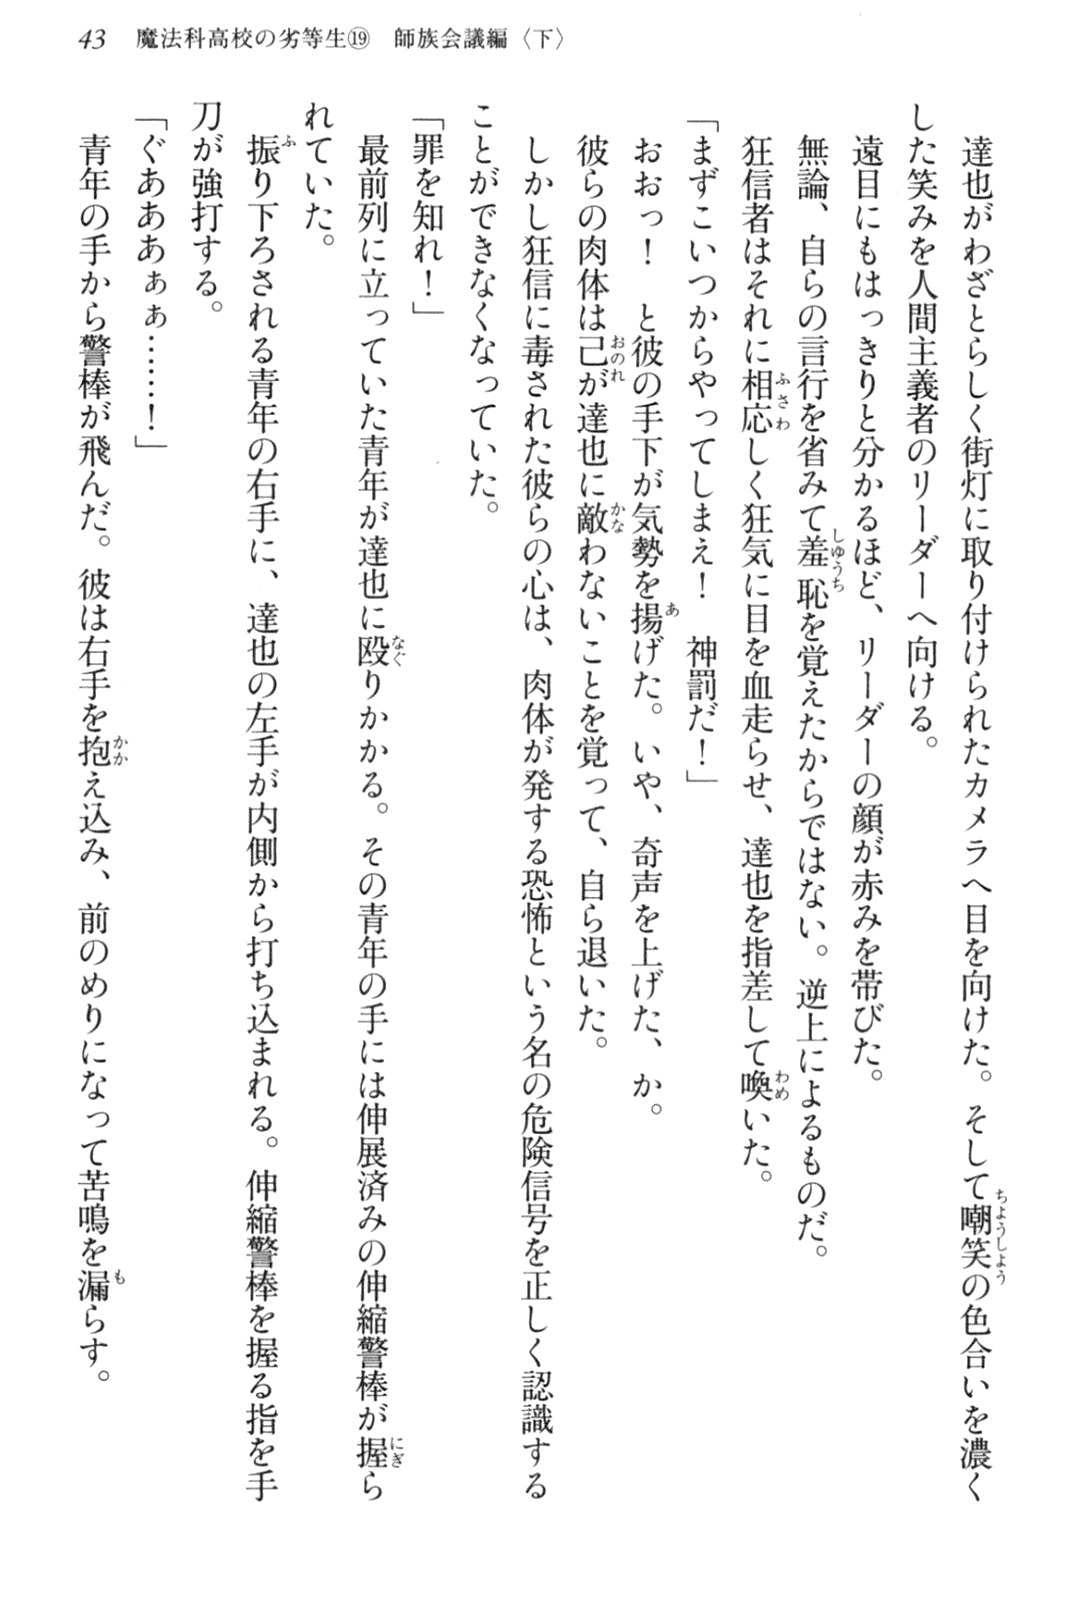 43　魔法科高校の劣等生⑲　師族会議編〈下〉
　達也がわざとらしく街灯に取り付けられたカメラへ目を向けた。そして嘲笑の色合いを濃く
した笑みを人間主義者のリーダーへ向ける。
　遠目にもはっきりと分かるほど、リーダーの顔が赤みを帯びた。
　無論、自らの言行を省みて羞恥を覚えたからではない。逆上によるものだ。
　狂信者はそれに相応しく狂気に目を血走らせ、達也を指差して喚いた。
「まずこいつからやってしまえ！　神罰だ！」
　おおっ！　と彼の手下が気勢を揚げた。いや、奇声を上げた、か。
　彼らの肉体は己が達也に敵わないことを覚って、自ら退いた。
　しかし狂信に毒された彼らの心は、肉体が発する恐怖という名の危険信号を正しく認識する
ことができなくなっていた。
「罪を知れ！」
　最前列に立っていた青年が達也に殴りかかる。その青年の手には伸展済みの伸縮警棒が握ら
れていた。
　振り下ろされる青年の右手に、達也の左手が内側から打ち込まれる。伸縮警棒を握る指を手
刀が強打する。
「ぐあああぁぁ……！」
　青年の手から警棒が飛んだ。彼は右手を抱え込み、前のめりになって苦鳴を漏らす。